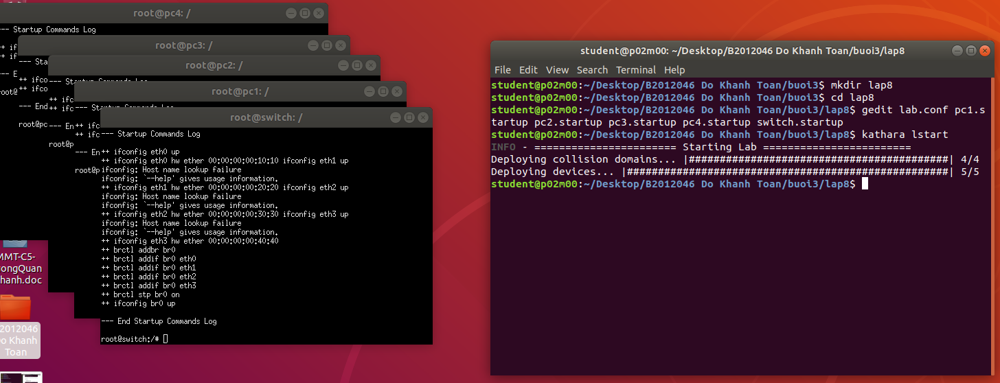 root@pc4: /
--- Startup Commands Log
++ if
++ if
--- E
root@
root@pc3: /
--- Sta
++ ifco
++ ifco
--- End
root@pc
root@pc2: /
--- Startup Commands Log
++ ifc
++ ifc
--- En
root@p
root@pc1: /
--- Startup Commands Log
++ ifc
++ ifc
--- En
root@p
root@switch: /
--- Startup Commands Log
++ ifconfig eth0 up
++ ifconfig eth0 hw ether 00:00:00:00:10:10 ifconfig eth1 up
ifconfig: Host name lookup failure
ifconfig: `--help' gives usage information.
++ ifconfig eth1 hw ether 00:00:00:00:20:20 ifconfig eth2 up
ifconfig: Host name lookup failure
ifconfig: `--help' gives usage information.
++ ifconfig eth2 hw ether 00:00:00:00:30:30 ifconfig eth3 up
ifconfig: Host name lookup failure
ifconfig: `--help' gives usage information.
++ ifconfig eth3 hw ether 00:00:00:00:40:40
++ brctl addbr br0
++ brctl addif br0 eth0
++ brctl addif br0 eth1
++ brctl addif br0 eth2
++ brctl addif br0 eth3
++ brctl stp br0 on
++ ifconfig br0 up
--- End Startup Commands Log
root@switch:/#
MMT-C5-
ongQuan
hanh.doc
2012046
Do Khanh
Toan
student@p02m00: ~/Desktop/B2012046 Do Khanh Toan/buoi3/lap8
File Edit View Search Terminal Help
student@p02m00:~/Desktop/B2012046 Do Khanh Toan/buoi3$ mkdir lap8
student@p02m00:~/Desktop/B2012046 Do Khanh Toan/buoi3$ cd lap8
student@p02m00:~/Desktop/B2012046 Do Khanh Toan/buoi3/lap8$ gedit lab.conf pc1.s
tartup pc2.startup pc3.startup pc4.startup switch.startup
student@p02m00:~/Desktop/B2012046 Do Khanh Toan/buoi3/lap8$ kathara lstart
INFO - ======================= Starting Lab ========================
Deploying collision domains... |##########################################| 4/4
Deploying devices... |####################################################| 5/5
student@p02m00:~/Desktop/B2012046 Do Khanh Toan/buoi3/lap8$